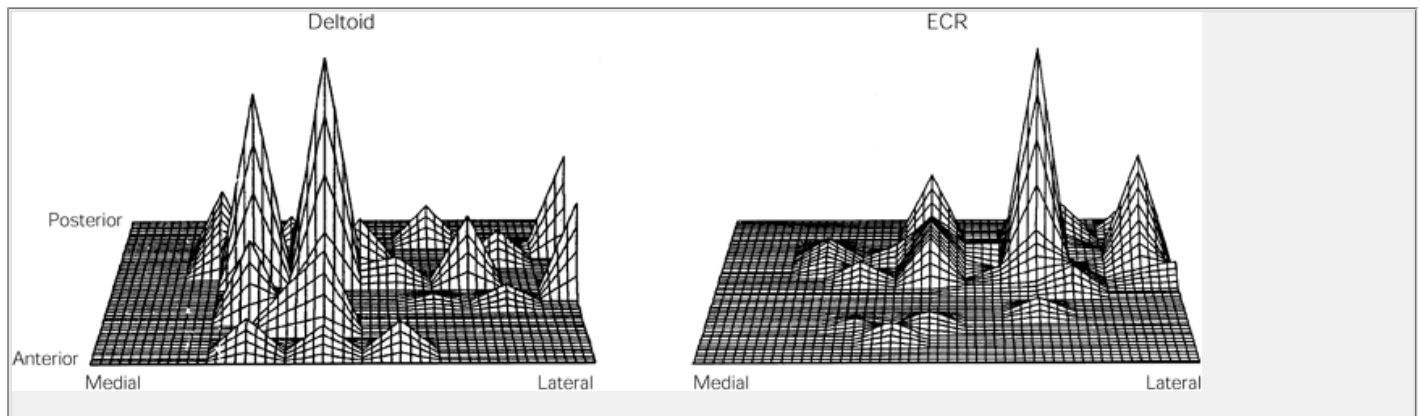 Deltoid
ECR
Posterior
Anterior
Medial
Lateral
Medial
Lateral